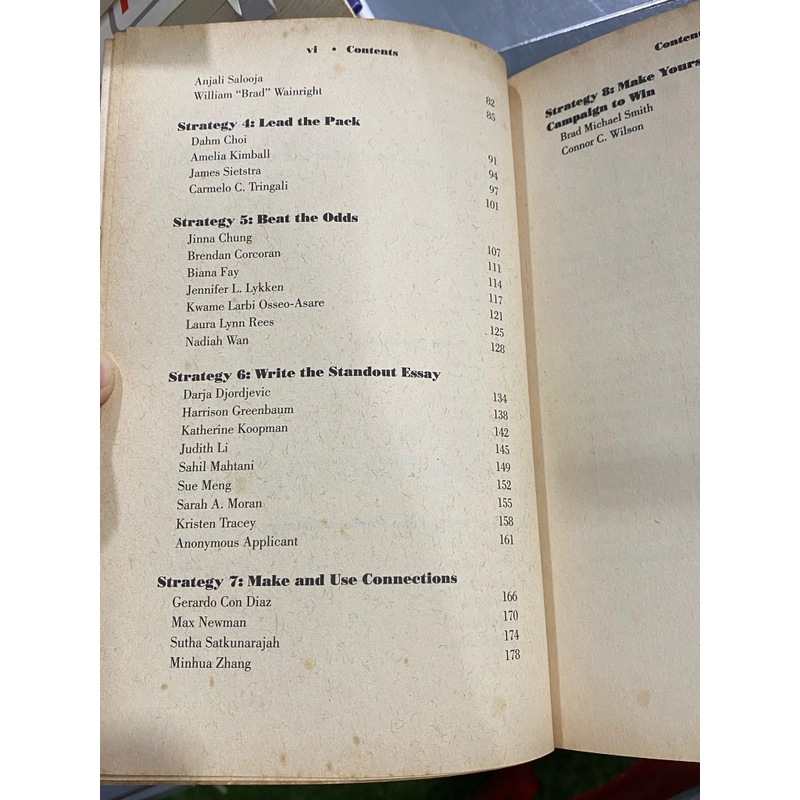 vi • Contents
Anjali Salooja 82
William "Brad" Wainright 85
Strategy 4: Lead the Pack
Dahm Choi 91
Amelia Kimball 94
James Sietstra 97
Carmelo C. Tringali 101
Strategy 5: Beat the Odds
Jinna Chung 107
Brendan Corcoran 111
Biana Fay 114
Jennifer L. Lykken 117
Kwame Larbi Osseo-Asare 121
Laura Lynn Rees 125
Nadiah Wan 128
Strategy 6: Write the Standout Essay
Darja Djordjevic 134
Harrison Greenbaum 138
Katherine Koopman 142
Judith Li 145
Sahil Mahtani 149
Sue Meng 152
Sarah A. Moran 155
Kristen Tracey 158
Anonymous Applicant 161
Strategy 7: Make and Use Connections
Gerardo Con Diaz 166
Max Newman 170
Sutha Satkunarajah 174
Minhua Zhang 178
Strategy 8: Make
Campaign to Win
Brad Michael Smith
Connor C. Wilson